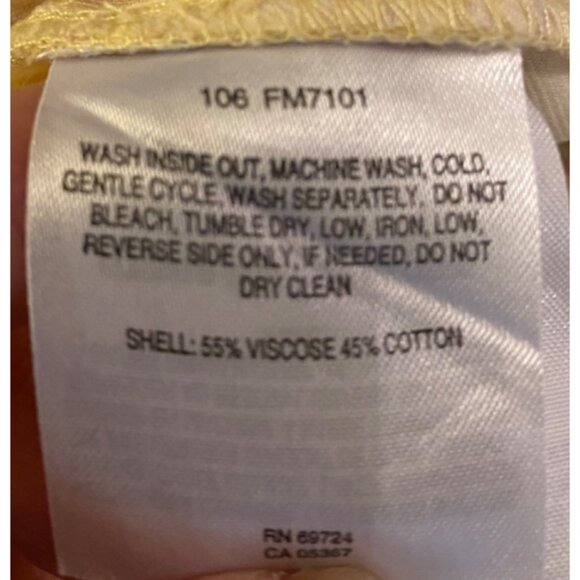 106 FM7101
WASH INSIDE OUT, MACHINE WASH, COLD,
GENTLE CYCLE, WASH SEPARATELY, DO NOT
BLEACH, TUMBLE DRY, LOW, IRON, LOW,
REVERSE SIDE ONLY, IF NEEDED, DO NOT
DRY CLEAN
SHELL: 55% VISCOSE 45% COTTON
RN 69724
CA 05367